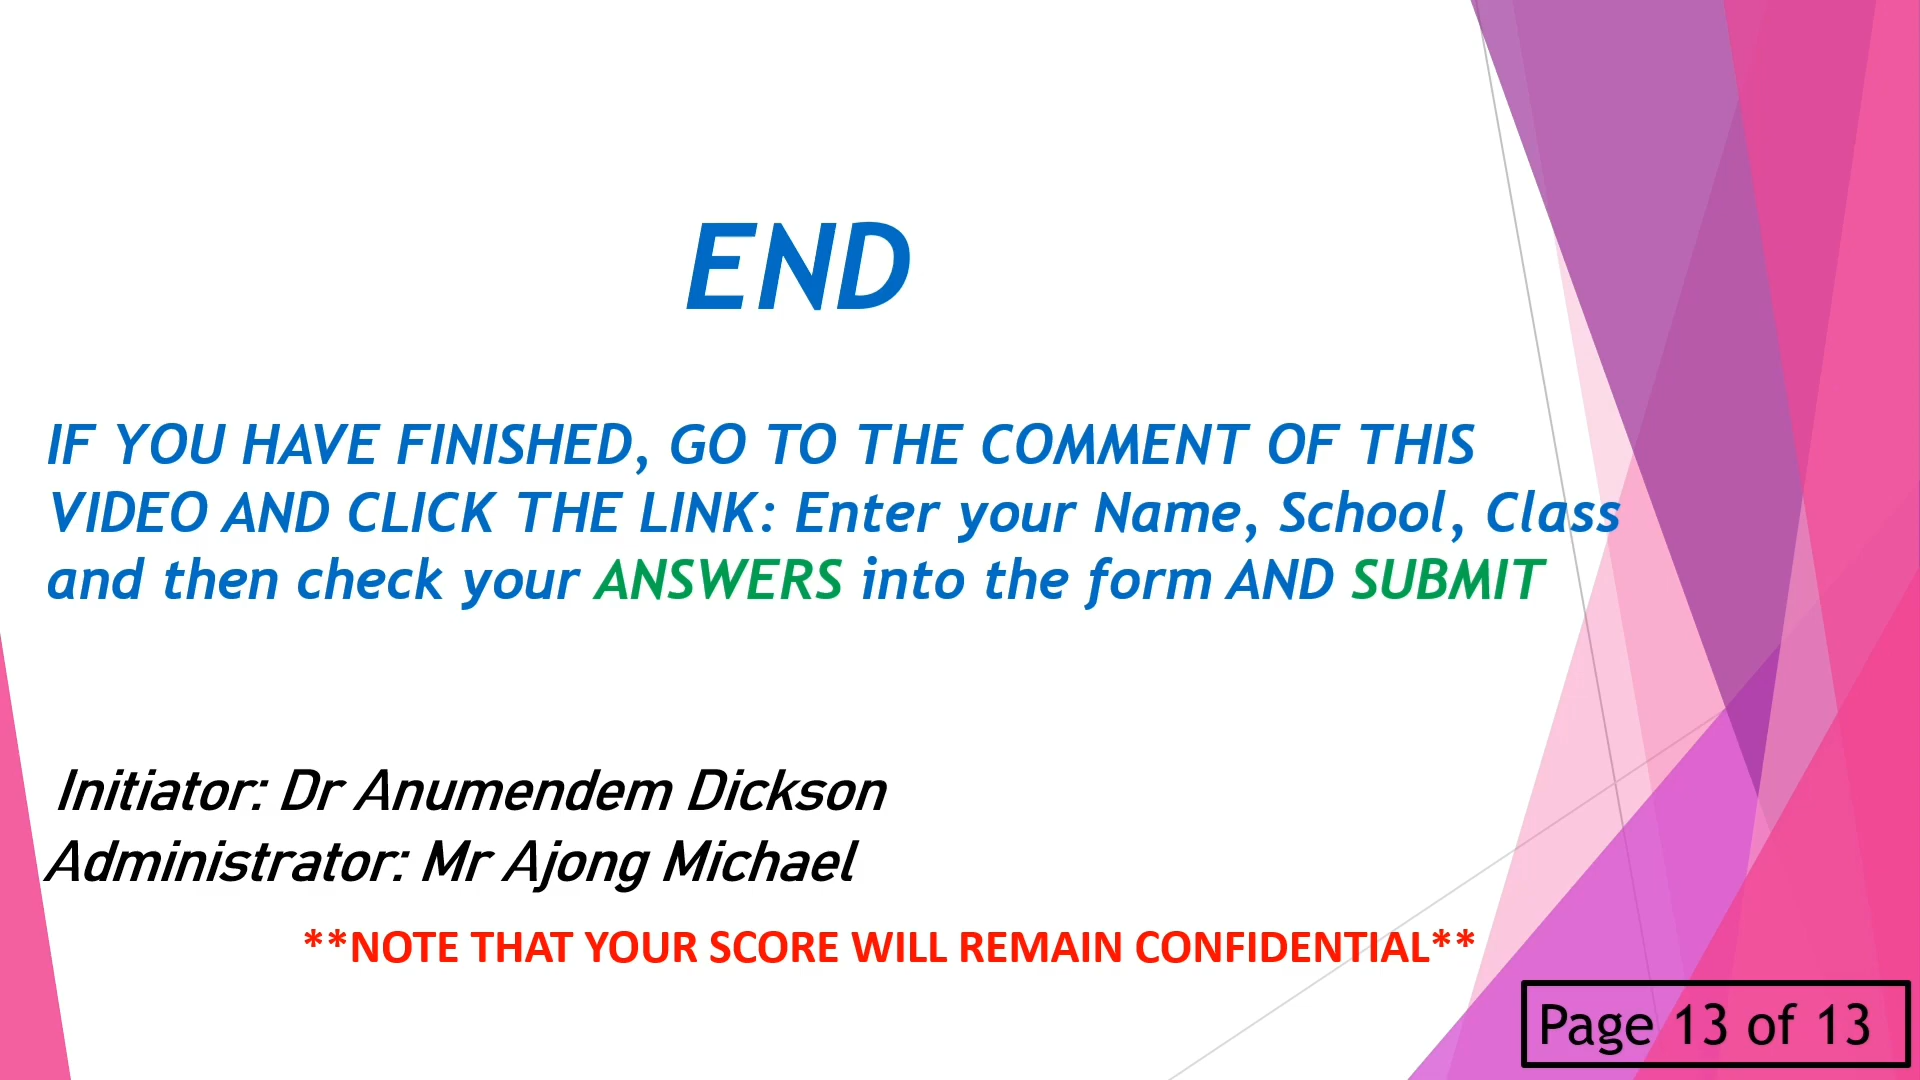 END
IF YOU HAVE FINISHED, GO TO THE COMMENT OF THIS
VIDEO AND CLICK THE LINK: Enter your Name, School, Class
and then check your ANSWERS into the form AND SUBMIT
Initiator: Dr Anumendem Dickson
Administrator: Mr Ajong Michael
**NOTE THAT YOUR SCORE WILL REMAIN CONFIDENTIAL**
Page 13 of 13